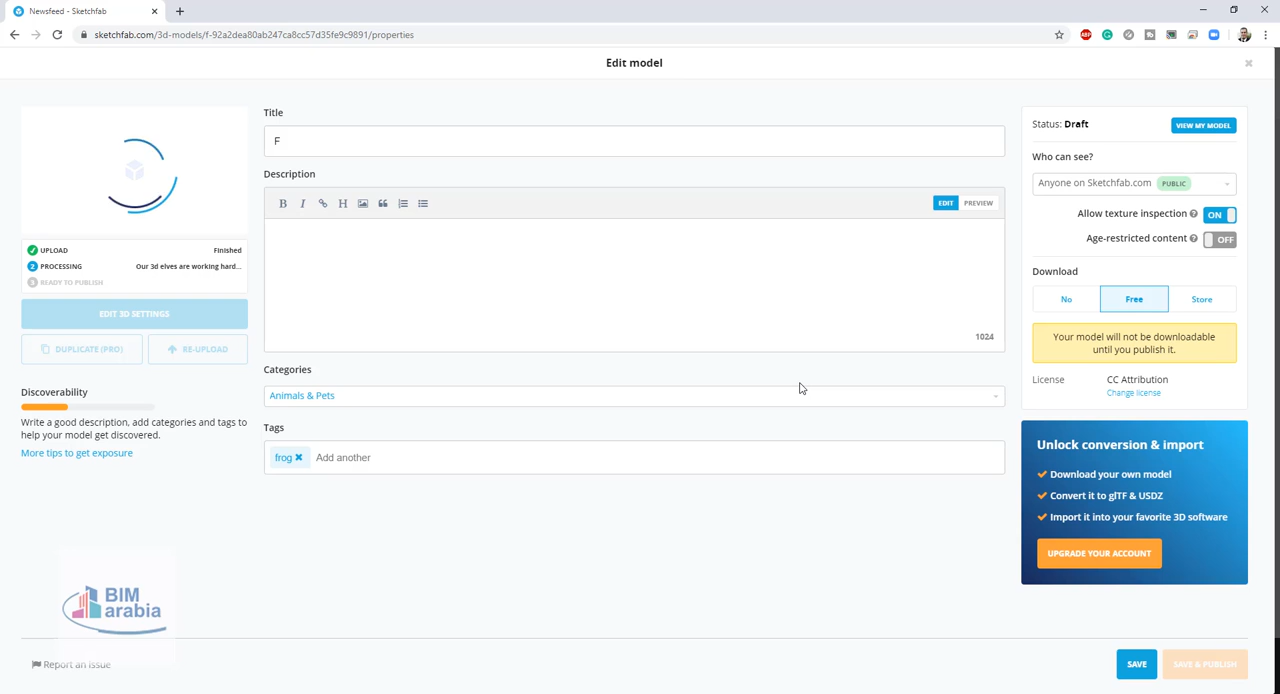 Newsfeed - Sketchfab
sketchfab.com/3d-models/f-92a2dea80ab247ca8cc57d35fe9c9891/properties
Edit model
Title
F
Description
B I H
EDIT PREVIEW
1024
UPLOAD Finished
2 PROCESSING Our 3d elves are working hard...
3 READY TO PUBLISH
EDIT 3D SETTINGS
DUPLICATE (PRO) RE-UPLOAD
Discoverability
Write a good description, add categories and tags to
help your model get discovered.
More tips to get exposure
Categories
Animals & Pets
Tags
frog Add another
Status: Draft VIEW MY MODEL
Who can see?
Anyone on Sketchfab.com PUBLIC
Allow texture inspection ? ON
Age-restricted content ? OFF
Download
No Free Store
Your model will not be downloadable
until you publish it.
License CC Attribution
Change license
Unlock conversion & import
Download your own model
Convert it to glTF & USDZ
Import it into your favorite 3D software
UPGRADE YOUR ACCOUNT
BIM
arabia
Report an issue
SAVE SAVE & PUBLISH